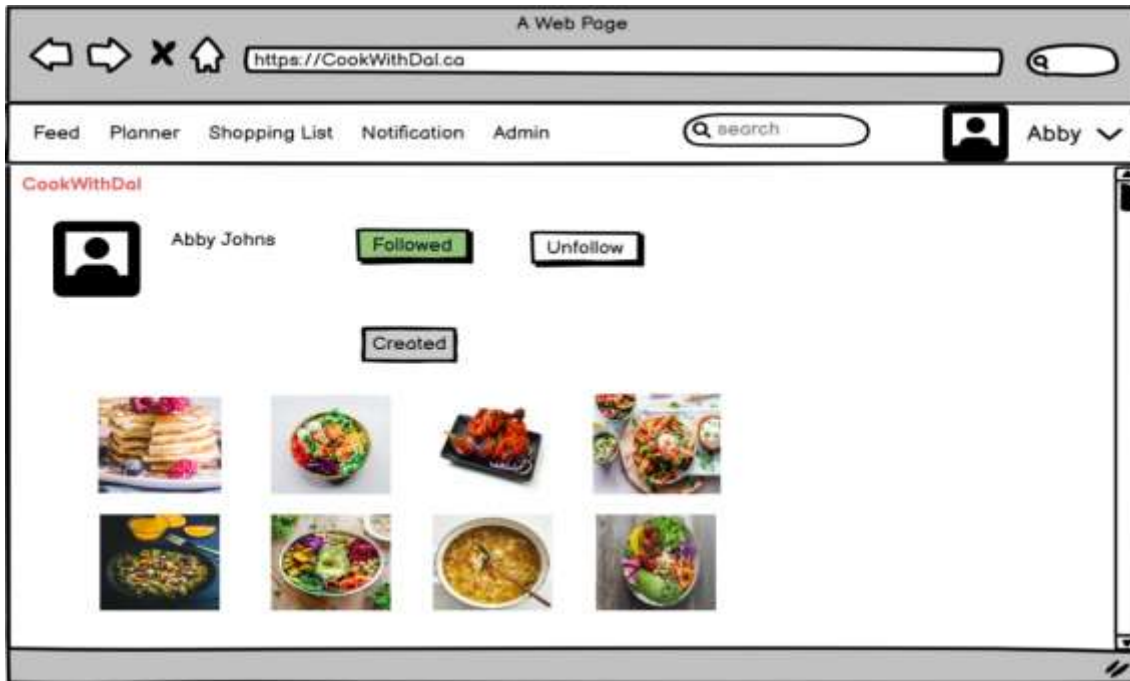 A Web Page
https://CookWithDal.ca
Feed Planner Shopping List Notification Admin search Abby
CookWithDal
Abby Johns Followed Unfollow
Created